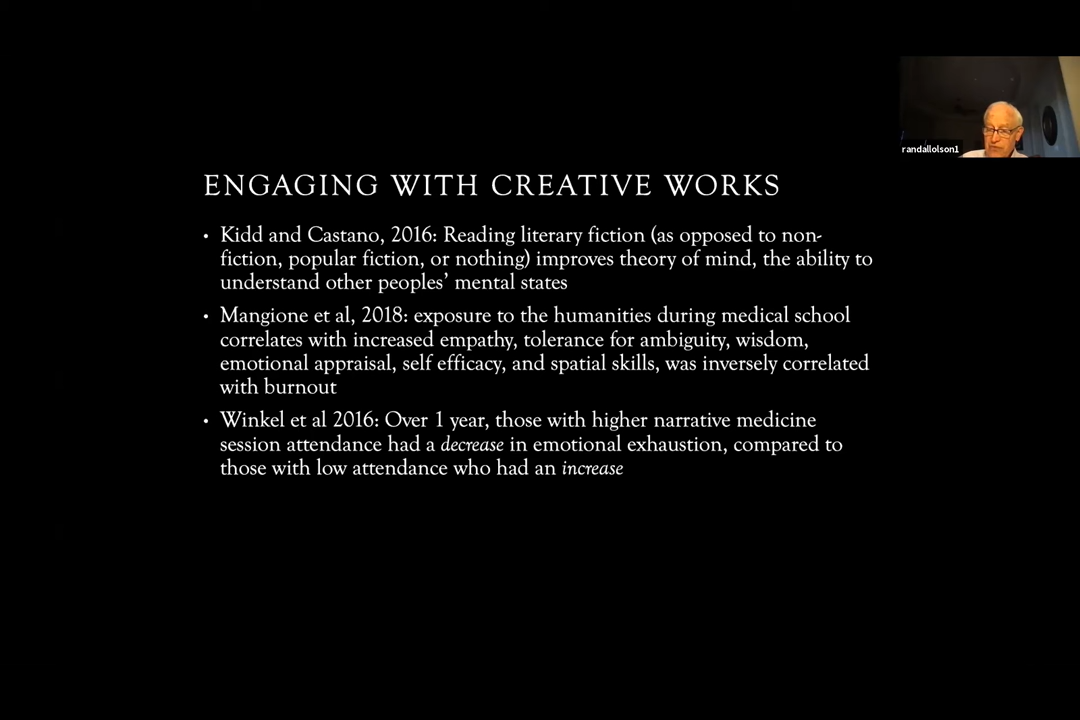 randallolson1
ENGAGING WITH CREATIVE WORKS
• Kidd and Castano, 2016: Reading literary fiction (as opposed to non-
fiction, popular fiction, or nothing) improves theory of mind, the ability to
understand other peoples’ mental states
• Mangione et al, 2018: exposure to the humanities during medical school
correlates with increased empathy, tolerance for ambiguity, wisdom,
emotional appraisal, self efficacy, and spatial skills, was inversely correlated
with burnout
• Winkel et al 2016: Over 1 year, those with higher narrative medicine
session attendance had a decrease in emotional exhaustion, compared to
those with low attendance who had an increase